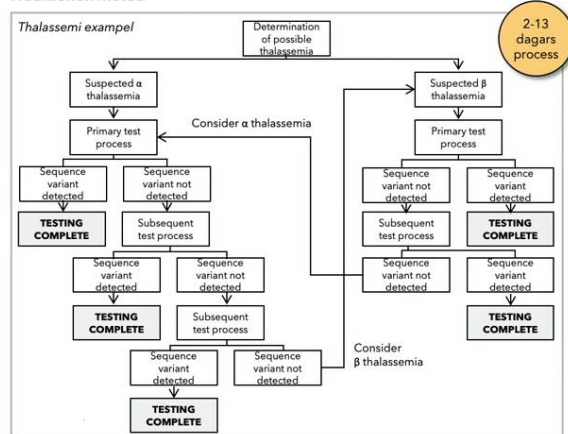 Thalassemi exampel
Determination
of possible
thalassemia
2-13
dagars
process
Suspected α
thalassemia
Suspected β
thalassemia
Consider α thalassemia
Primary test
process
Primary test
process
Sequence
variant
detected
Sequence
variant not
detected
Sequence
variant not
detected
Sequence
variant
detected
TESTING
COMPLETE
Subsequent
test process
Subsequent
test process
TESTING
COMPLETE
Sequence
variant
detected
Sequence
variant not
detected
Sequence
variant not
detected
Sequence
variant
detected
TESTING
COMPLETE
Subsequent
test process
TESTING
COMPLETE
Consider
β thalassemia
Sequence
variant
detected
Sequence
variant not
detected
TESTING
COMPLETE